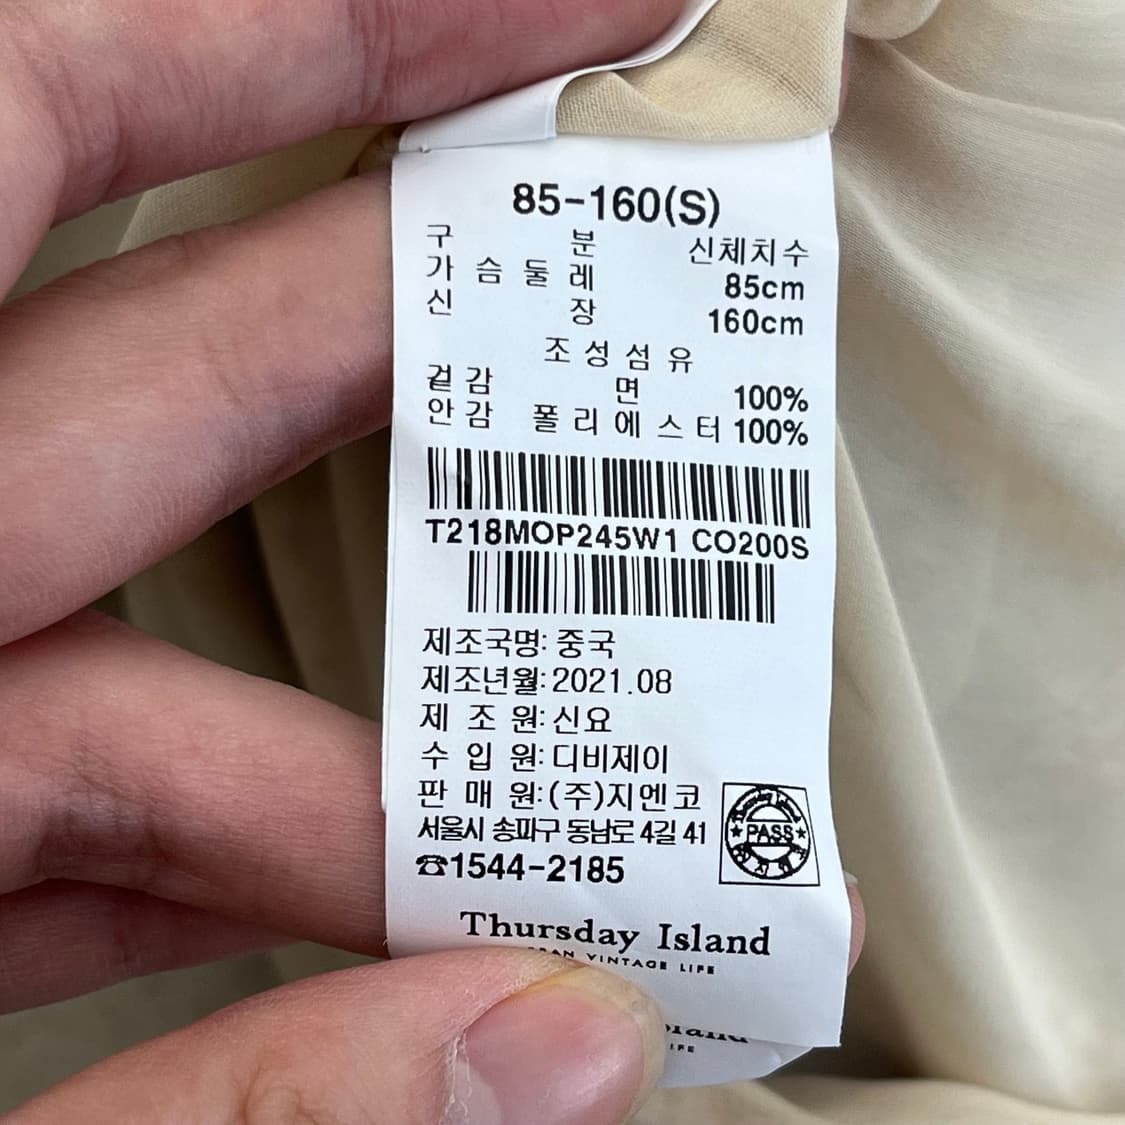 85-160(S)
구 분 신체치수
가 슴 둘 레 85cm
신 장 160cm
조 성 섬 유
겉 감 면 100%
안 감 폴 리 에 스 터 100%
T218MOP245W1 CO200S
제조국명: 중국
제조년월: 2021.08
제 조 원: 신요
수 입 원: 디비제이
판 매 원: (주)지엔코
서울시 송파구 동남로 4길 41
☎1544-2185
PASS
Thursday Island
VINTAGE LIFE